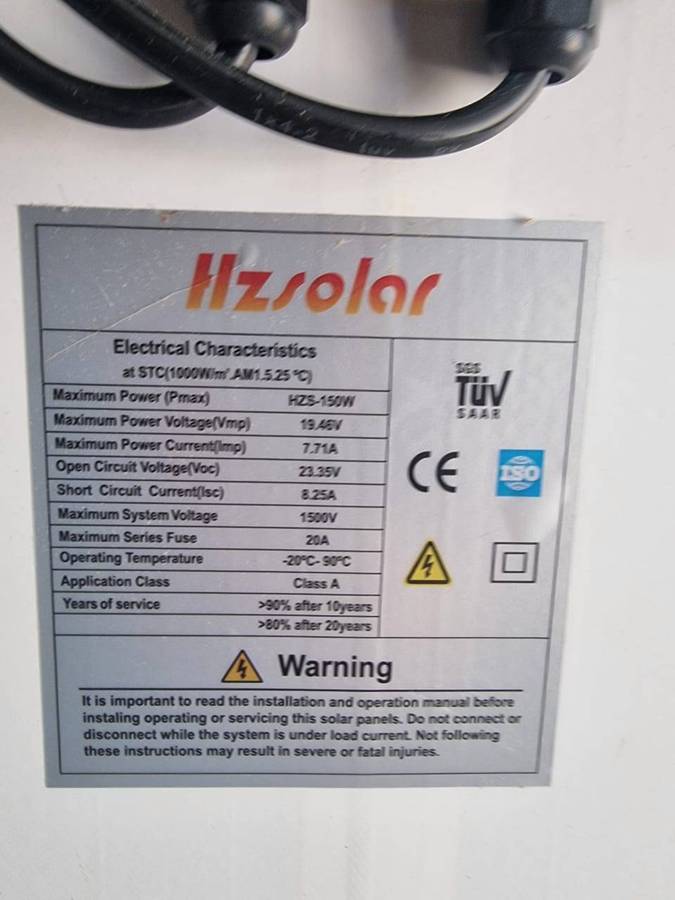 1x4.2
Hzsolar
Electrical Characteristics
at STC(1000W/m².AM1.5.25 °C)
Maximum Power (Pmax) HZS-150W
Maximum Power Voltage(Vmp) 19.46V
Maximum Power Current(Imp) 7.71A
Open Circuit Voltage(Voc) 23.35V
Short Circuit Current(Isc) 8.25A
Maximum System Voltage 1500V
Maximum Series Fuse 20A
Operating Temperature -20°C- 90°C
Application Class Class A
Years of service >90% after 10years
>80% after 20years
SGS
TÜV
SAAR
CE
ISO
Warning
It is important to read the installation and operation manual before
instaling operating or servicing this solar panels. Do not connect or
disconnect while the system is under load current. Not following
these instructions may result in severe or fatal injuries.